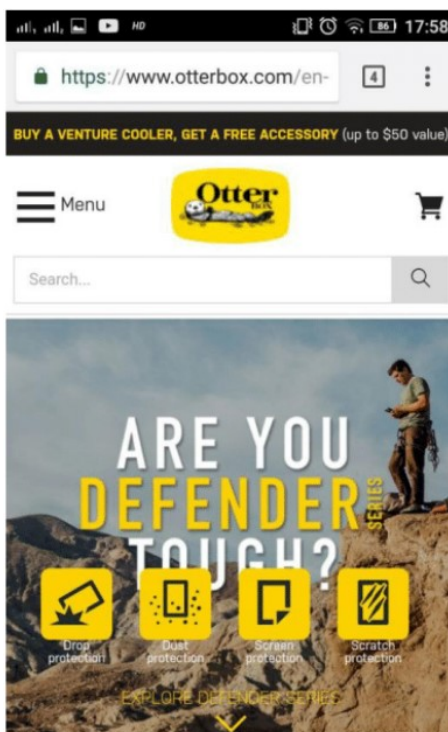 HD 86 17:58
https://www.otterbox.com/en-
4
BUY A VENTURE COOLER, GET A FREE ACCESSORY (up to $50 value)
Menu
Otter
BOX
Search...
ARE YOU
DEFENDER
SERIES
TOUGH?
Drop
protection
Dust
protection
Screen
protection
Scratch
protection
EXPLORE DEFENDER SERIES